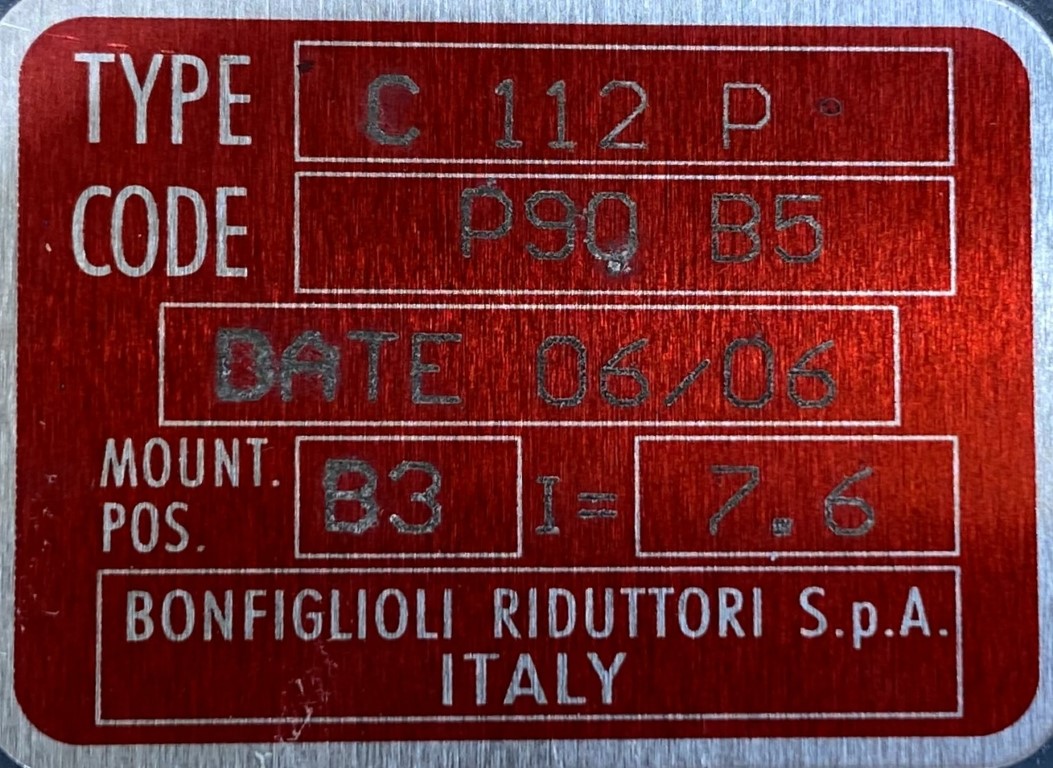 TYPE C 112 P
CODE P90 B5
DATE 06/06
MOUNT. POS. B3 I= 7.6
BONFIGLIOLI RIDUTTORI S.p.A.
ITALY